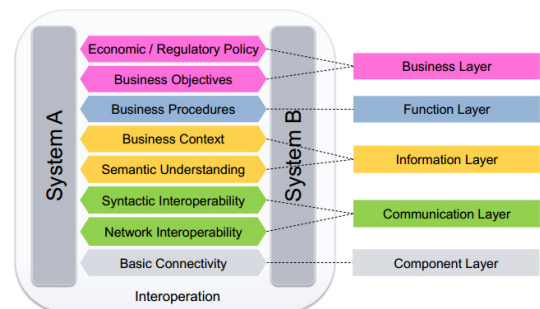 System A
Economic / Regulatory Policy
Business Objectives
Business Procedures
Business Context
Semantic Understanding
Syntactic Interoperability
Network Interoperability
Basic Connectivity
Interoperation
System B
Business Layer
Function Layer
Information Layer
Communication Layer
Component Layer